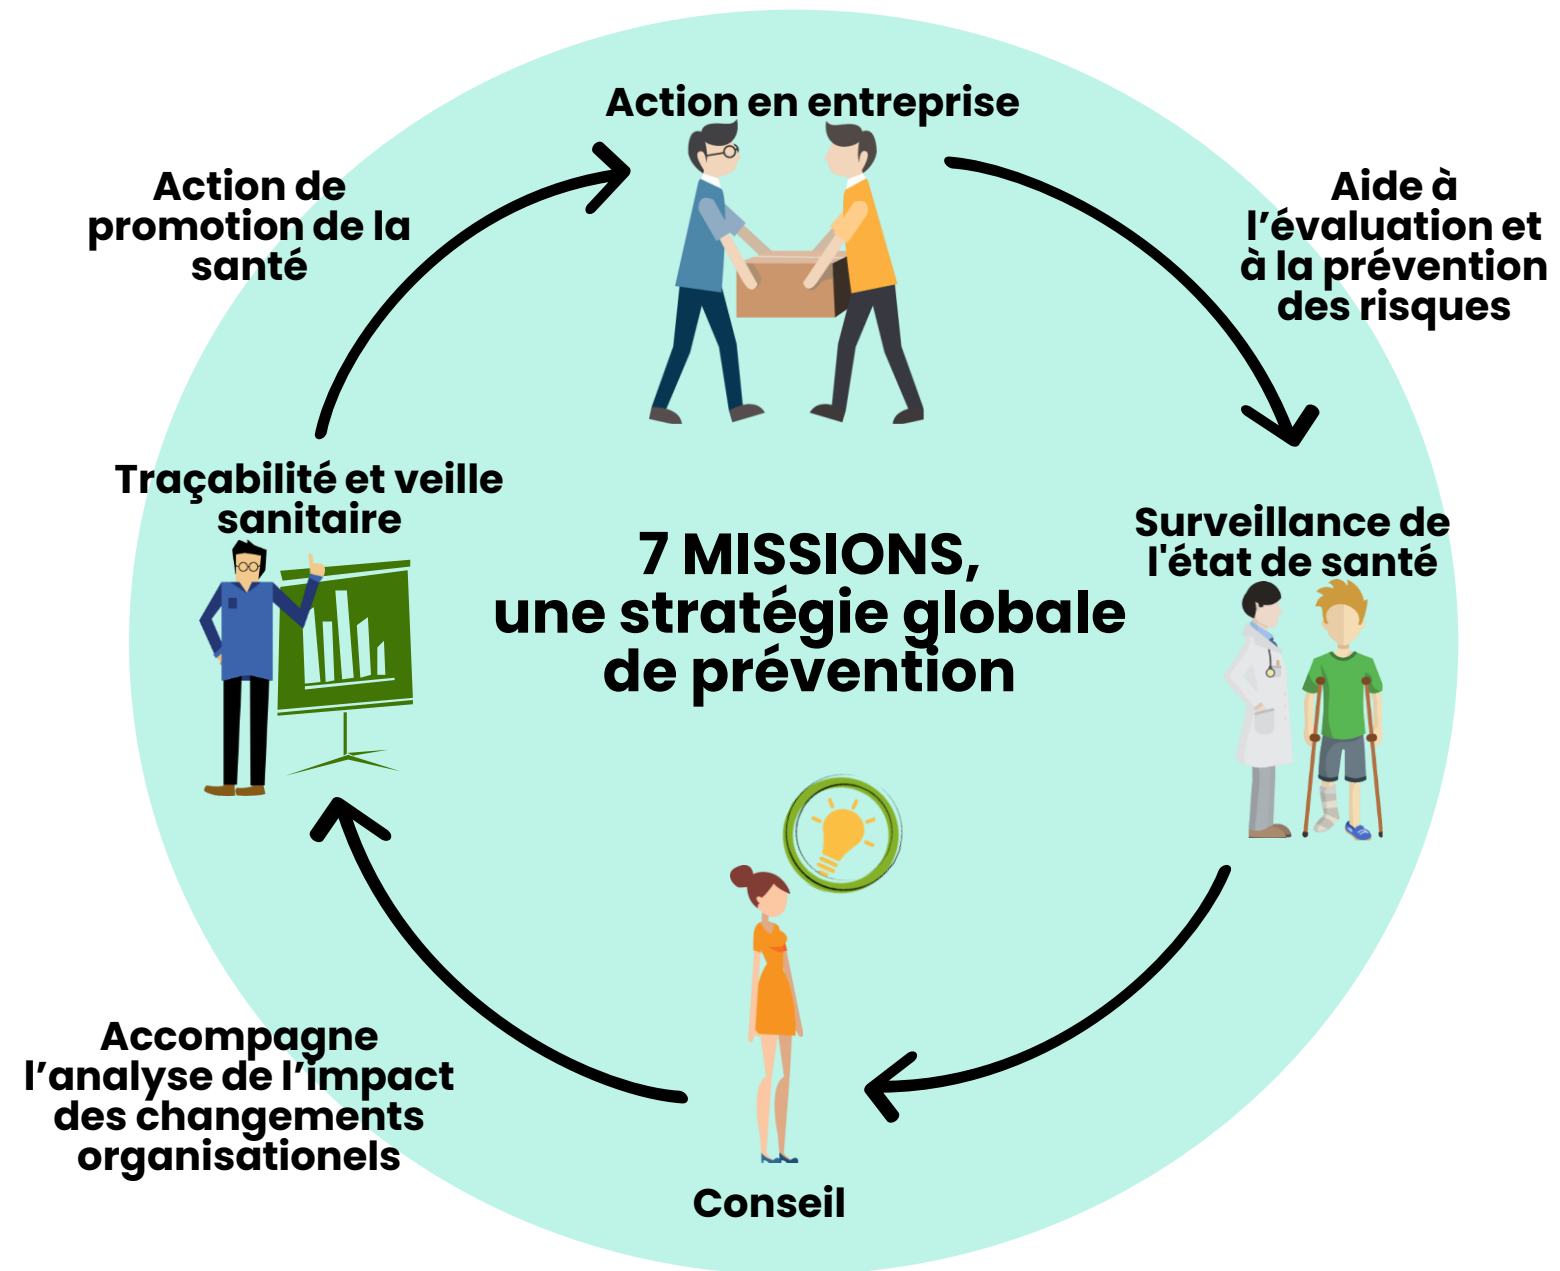 Action en entreprise
Action de
promotion de la
santé
Aide à
l’évaluation et
à la prévention
des risques
Traçabilité et veille
sanitaire
Surveillance de
l'état de santé
7 MISSIONS,
une stratégie globale
de prévention
Accompagne
l’analyse de l’impact
des changements
organisationels
Conseil